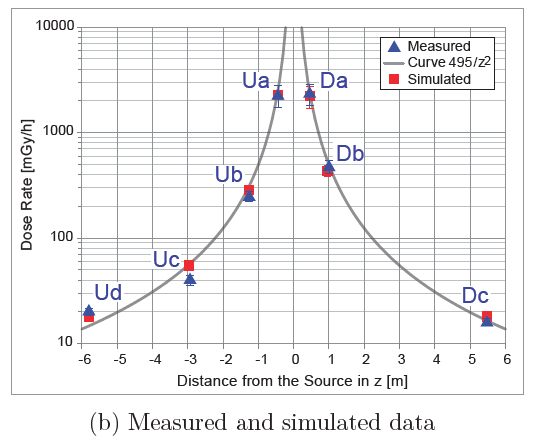 10000
1000
100
10
Dose Rate [mGy/h]
Measured
Curve 495/z2
Simulated
Ua
Da
Ub
Db
Uc
Ud
Dc
-6 -5 -4 -3 -2 -1 0 1 2 3 4 5 6
Distance from the Source in z [m]
(b) Measured and simulated data